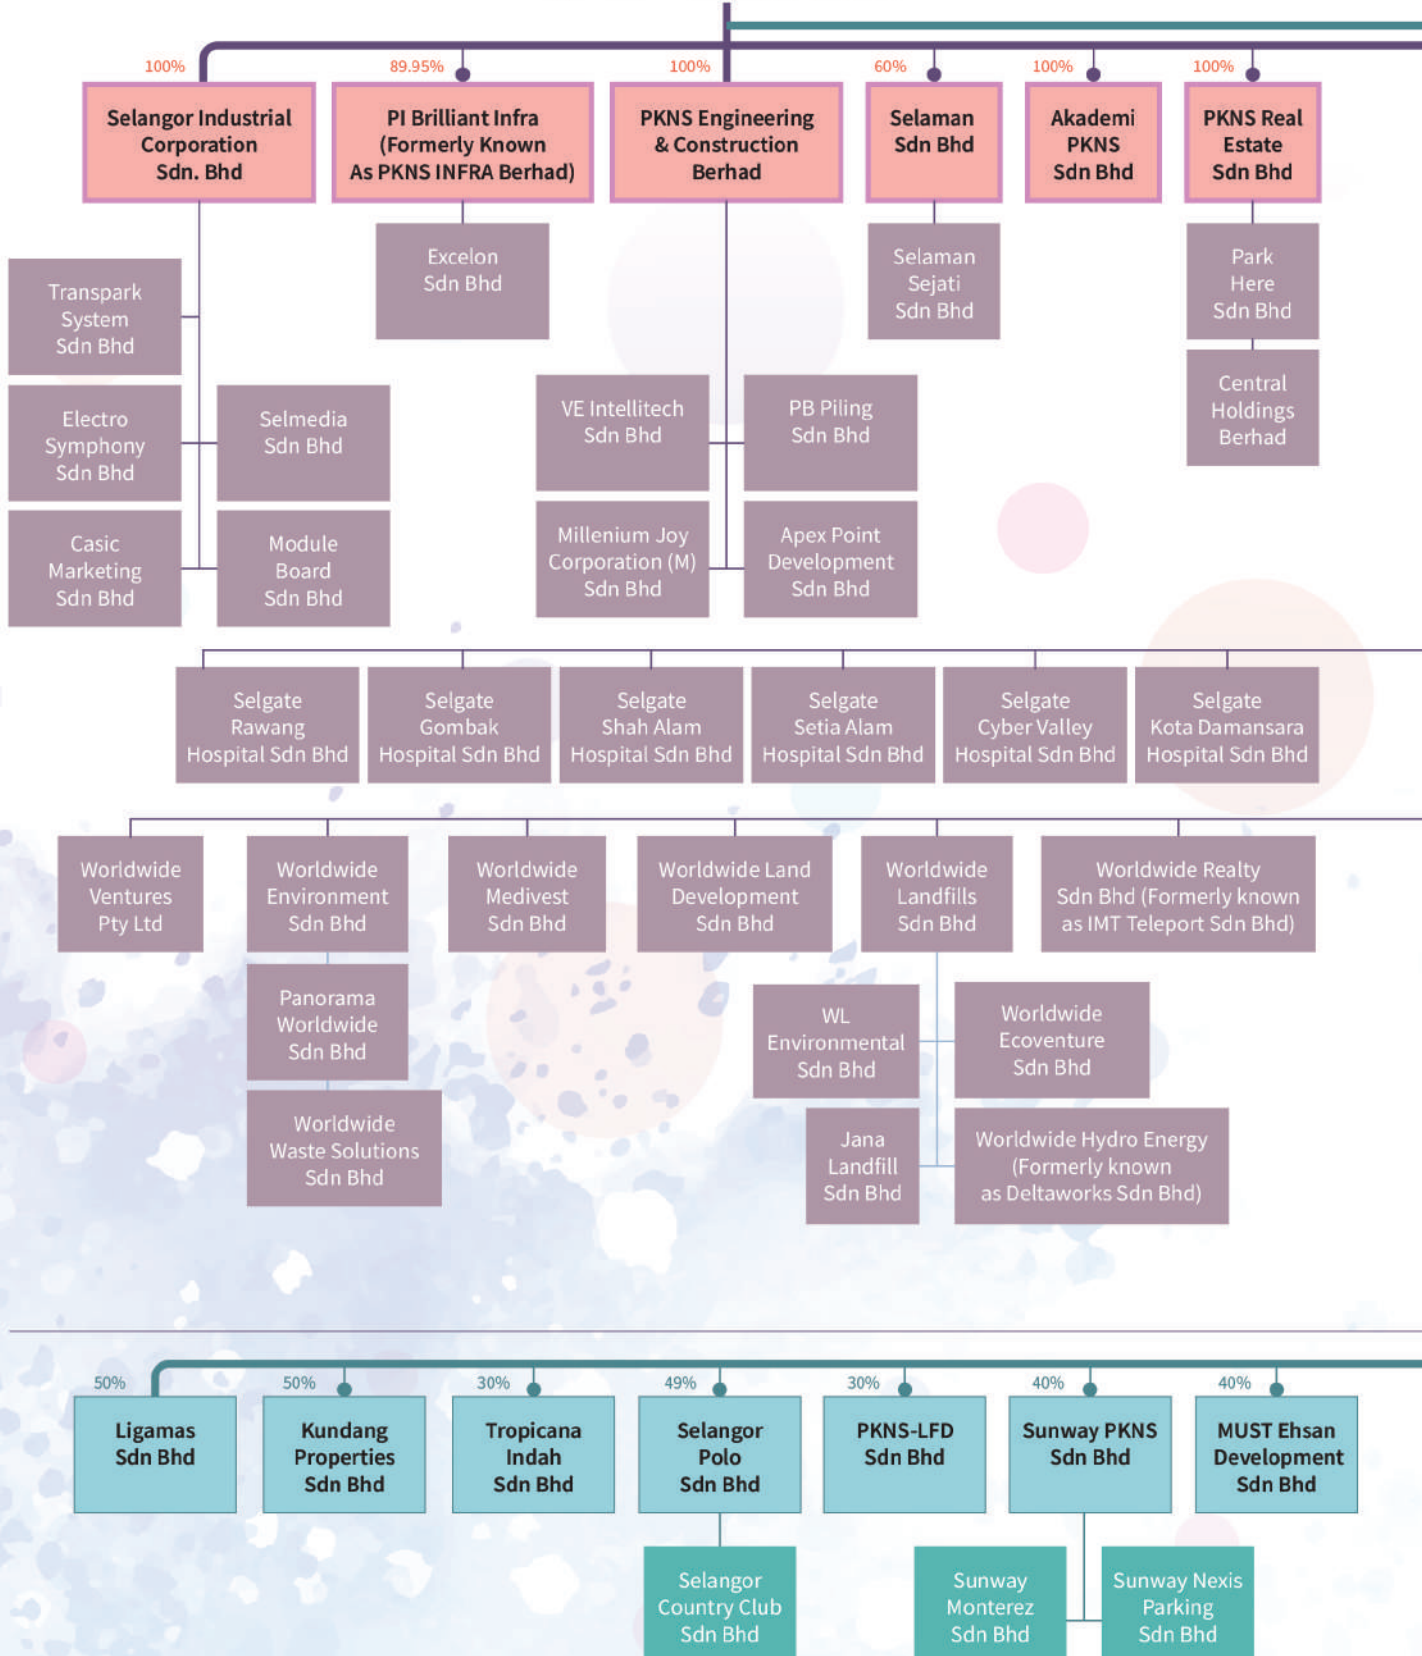 100%
Selangor Industrial
Corporation
Sdn. Bhd
89.95%
PI Brilliant Infra
(Formerly Known
As PKNS INFRA Berhad)
100%
PKNS Engineering
& Construction
Berhad
60%
Selaman
Sdn Bhd
100%
Akademi
PKNS
Sdn Bhd
100%
PKNS Real
Estate
Sdn Bhd
Transpark
System
Sdn Bhd
Electro
Symphony
Sdn Bhd
Selmedia
Sdn Bhd
Casic
Marketing
Sdn Bhd
Module
Board
Sdn Bhd
Excelon
Sdn Bhd
VE Intellitech
Sdn Bhd
PB Piling
Sdn Bhd
Millenium Joy
Corporation (M)
Sdn Bhd
Apex Point
Development
Sdn Bhd
Selaman
Sejati
Sdn Bhd
Park
Here
Sdn Bhd
Central
Holdings
Berhad
Selgate
Rawang
Hospital Sdn Bhd
Selgate
Gombak
Hospital Sdn Bhd
Selgate
Shah Alam
Hospital Sdn Bhd
Selgate
Setia Alam
Hospital Sdn Bhd
Selgate
Cyber Valley
Hospital Sdn Bhd
Selgate
Kota Damansara
Hospital Sdn Bhd
Worldwide
Ventures
Pty Ltd
Worldwide
Environment
Sdn Bhd
Panorama
Worldwide
Sdn Bhd
Worldwide
Waste Solutions
Sdn Bhd
Worldwide
Medivest
Sdn Bhd
Worldwide Land
Development
Sdn Bhd
Worldwide
Landfills
Sdn Bhd
WL
Environmental
Sdn Bhd
Worldwide
Ecoventure
Sdn Bhd
Jana
Landfill
Sdn Bhd
Worldwide Hydro Energy
(Formerly known
as Deltaworks Sdn Bhd)
Worldwide Realty
Sdn Bhd (Formerly known
as IMT Teleport Sdn Bhd)
50%
Ligamas
Sdn Bhd
50%
Kundang
Properties
Sdn Bhd
30%
Tropicana
Indah
Sdn Bhd
49%
Selangor
Polo
Sdn Bhd
30%
PKNS-LFD
Sdn Bhd
40%
Sunway PKNS
Sdn Bhd
40%
MUST Ehsan
Development
Sdn Bhd
Selangor
Country Club
Sdn Bhd
Sunway
Monterez
Sdn Bhd
Sunway Nexis
Parking
Sdn Bhd